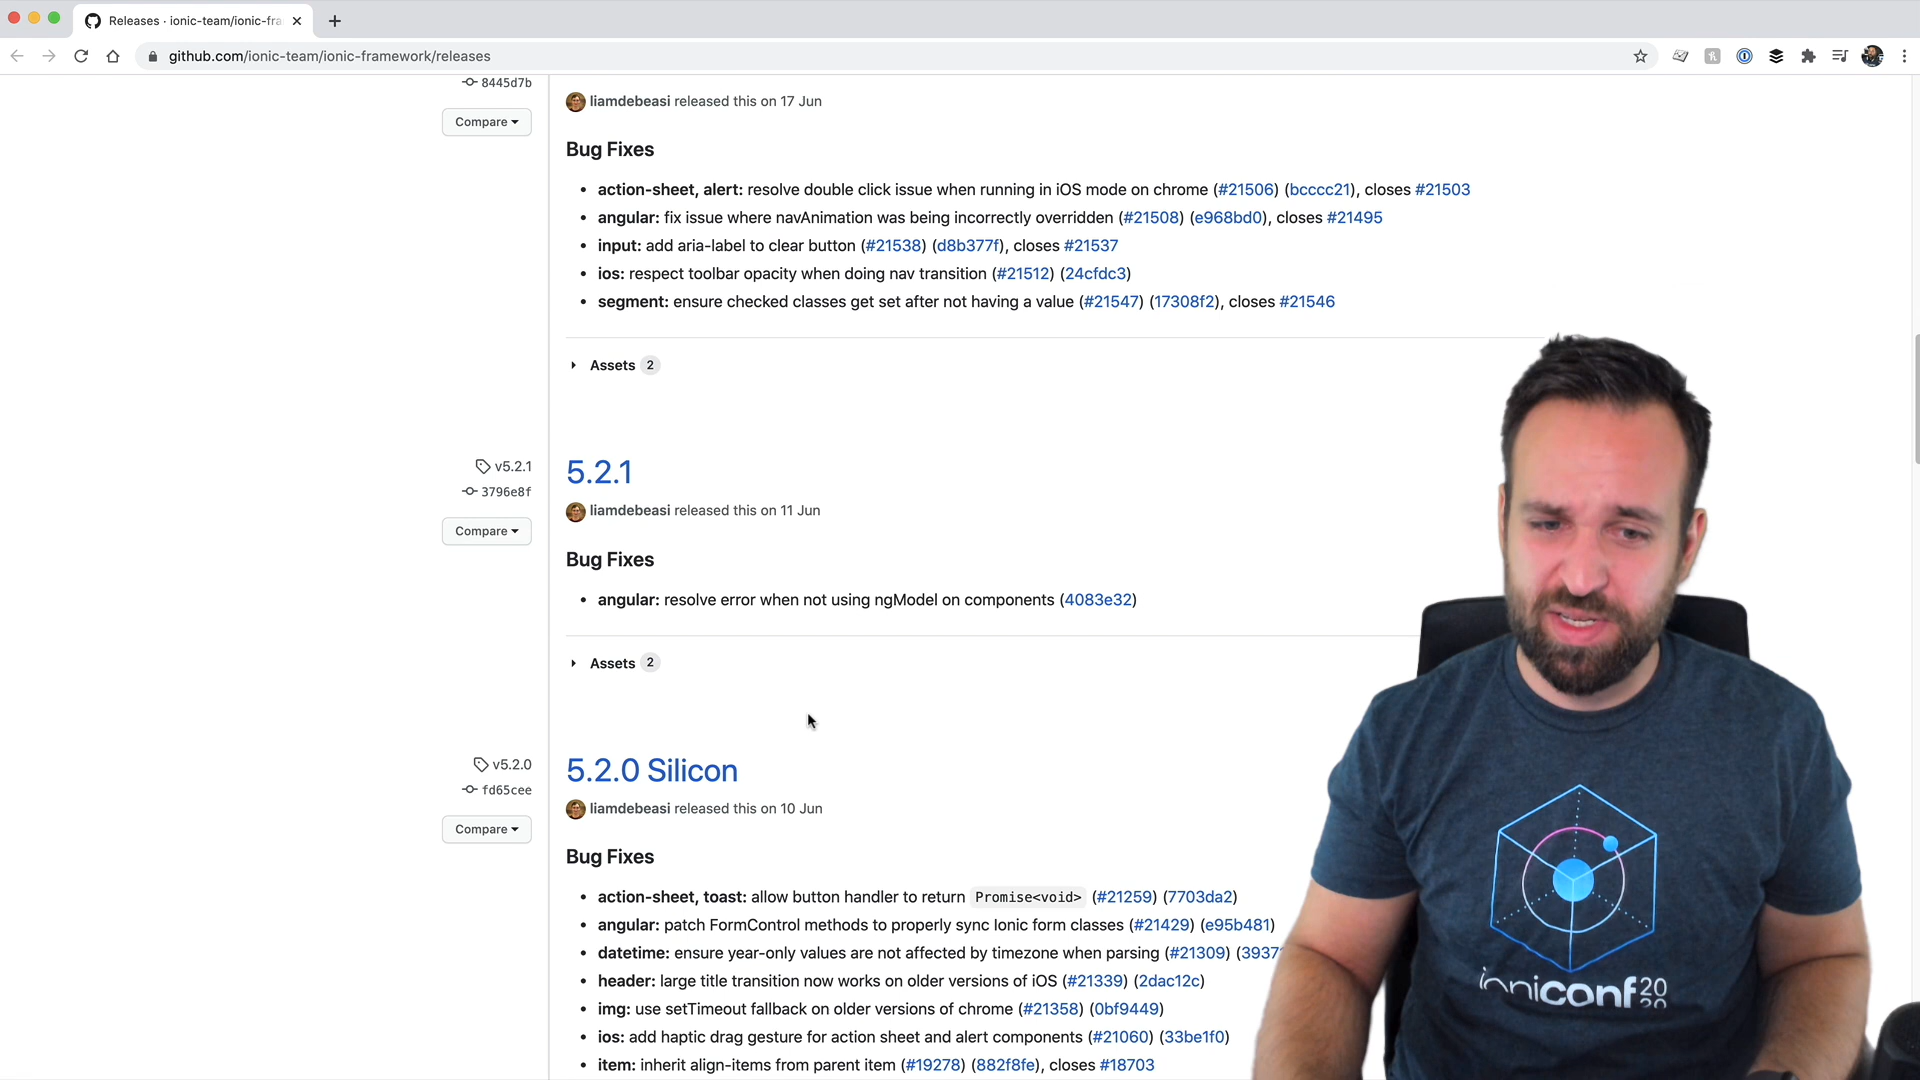 Releases · ionic-team/ionic-fra
github.com/ionic-team/ionic-framework/releases
8445d7b
Compare
liamdebeasi released this on 17 Jun
Bug Fixes
• action-sheet, alert: resolve double click issue when running in iOS mode on chrome (#21506) (bcccc21), closes #21503
• angular: fix issue where navAnimation was being incorrectly overridden (#21508) (e968bd0), closes #21495
• input: add aria-label to clear button (#21538) (d8b377f), closes #21537
• ios: respect toolbar opacity when doing nav transition (#21512) (24cfdc3)
• segment: ensure checked classes get set after not having a value (#21547) (17308f2), closes #21546
Assets 2
v5.2.1
3796e8f
Compare
5.2.1
liamdebeasi released this on 11 Jun
Bug Fixes
• angular: resolve error when not using ngModel on components (4083e32)
Assets 2
v5.2.0
fd65cee
Compare
5.2.0 Silicon
liamdebeasi released this on 10 Jun
Bug Fixes
• action-sheet, toast: allow button handler to return Promise<void> (#21259) (7703da2)
• angular: patch FormControl methods to properly sync Ionic form classes (#21429) (e95b481)
• datetime: ensure year-only values are not affected by timezone when parsing (#21309) (3937
• header: large title transition now works on older versions of iOS (#21339) (2dac12c)
• img: use setTimeout fallback on older versions of chrome (#21358) (0bf9449)
• ios: add haptic drag gesture for action sheet and alert components (#21060) (33be1f0)
• item: inherit align-items from parent item (#19278) (882f8fe), closes #18703
ioniconf 2020